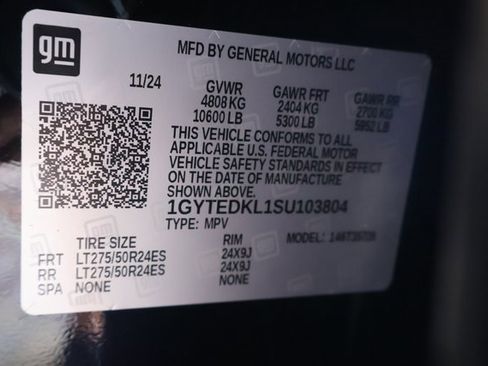 gm
MFD BY GENERAL MOTORS LLC
11/24 GVWR GAWR FRT GAWR RR
4808 KG 2404 KG 2700 KG
10600 LB 5300 LB 5952 LB
THIS VEHICLE CONFORMS TO ALL
APPLICABLE U.S. FEDERAL MOTOR
VEHICLE SAFETY STANDARDS IN EFFECT
ON THE DATE OF MANUFACTURE
SHOWN ABOVE.
1GYTEDKL1SU103804
TYPE: MPV MODEL:
TIRE SIZE RIM
FRT LT275/50R24ES 24X9J
RR LT275/50R24ES 24X9J
SPA NONE NONE